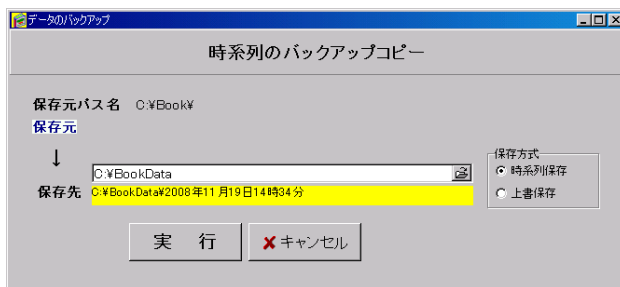 データのバックアップ
時系列のバックアップコピー
保存元パス名 C:¥Book¥
保存元
↓
C:¥BookData
保存先 C:¥BookData¥2008年11月19日14時34分
保存方式
時系列保存
上書保存
実 行
キャンセル